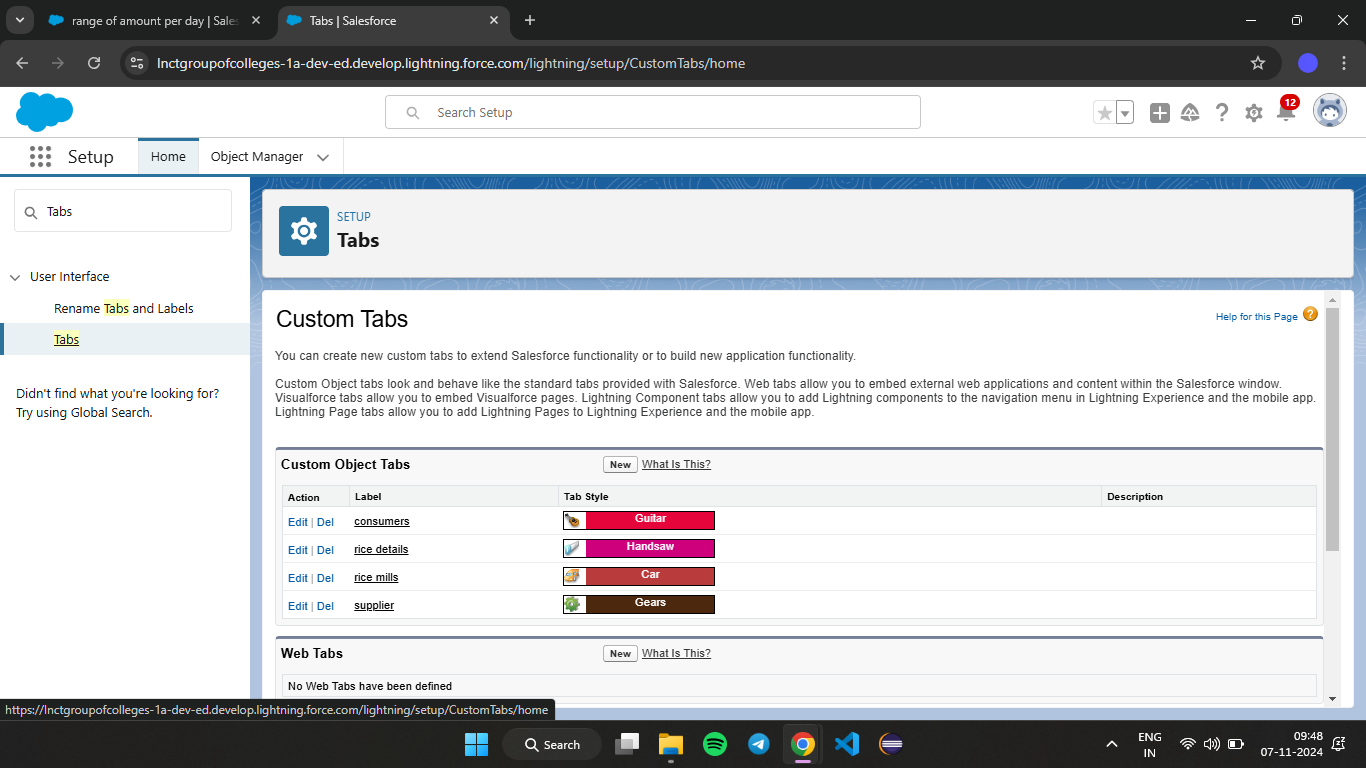 range of amount per day | Sales
Tabs | Salesforce
lnctgroupofcolleges-1a-dev-ed.develop.lightning.force.com/lightning/setup/CustomTabs/home
Search Setup
12
Setup
Home
Object Manager
Tabs
User Interface
Rename Tabs and Labels
Tabs
Didn't find what you're looking for?
Try using Global Search.
SETUP
Tabs
Custom Tabs
Help for this Page ?
You can create new custom tabs to extend Salesforce functionality or to build new application functionality.
Custom Object tabs look and behave like the standard tabs provided with Salesforce. Web tabs allow you to embed external web applications and content within the Salesforce window.
Visualforce tabs allow you to embed Visualforce pages. Lightning Component tabs allow you to add Lightning components to the navigation menu in Lightning Experience and the mobile app.
Lightning Page tabs allow you to add Lightning Pages to Lightning Experience and the mobile app.
Custom Object Tabs New What Is This?
Action Label Tab Style Description
Edit | Del consumers Guitar
Edit | Del rice details Handsaw
Edit | Del rice mills Car
Edit | Del supplier Gears
Web Tabs New What Is This?
No Web Tabs have been defined
https://lnctgroupofcolleges-1a-dev-ed.develop.lightning.force.com/lightning/setup/CustomTabs/home
Search
ENG
IN
09:48
07-11-2024